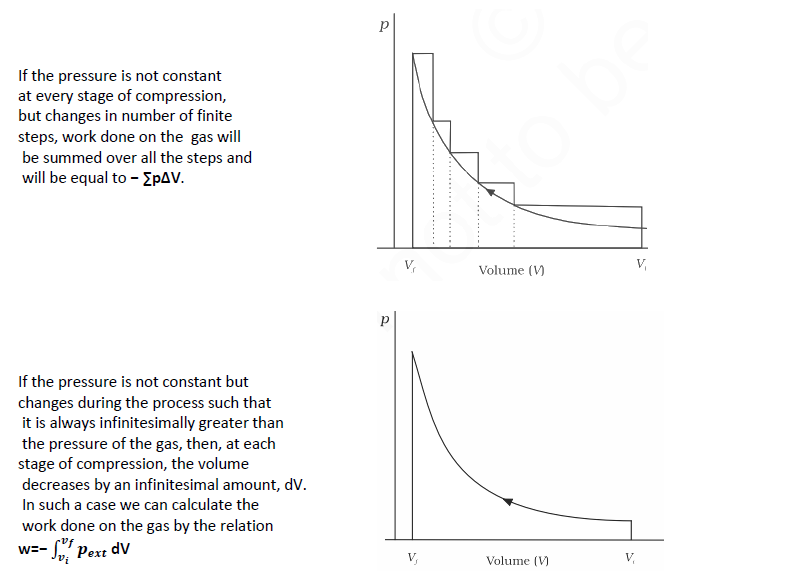 If the pressure is not constant
at every stage of compression,
but changes in number of finite
steps, work done on the gas will
be summed over all the steps and
will be equal to – ∑p∆V.
p
V_f
Volume (V)
V_i
© not to be
If the pressure is not constant but
changes during the process such that
it is always infinitesimally greater than
the pressure of the gas, then, at each
stage of compression, the volume
decreases by an infinitesimal amount, dV.
In such a case we can calculate the
work done on the gas by the relation
w=- ∫_{v_i}^{v_f} p_ext dV
p
V_f
Volume (V)
V_i